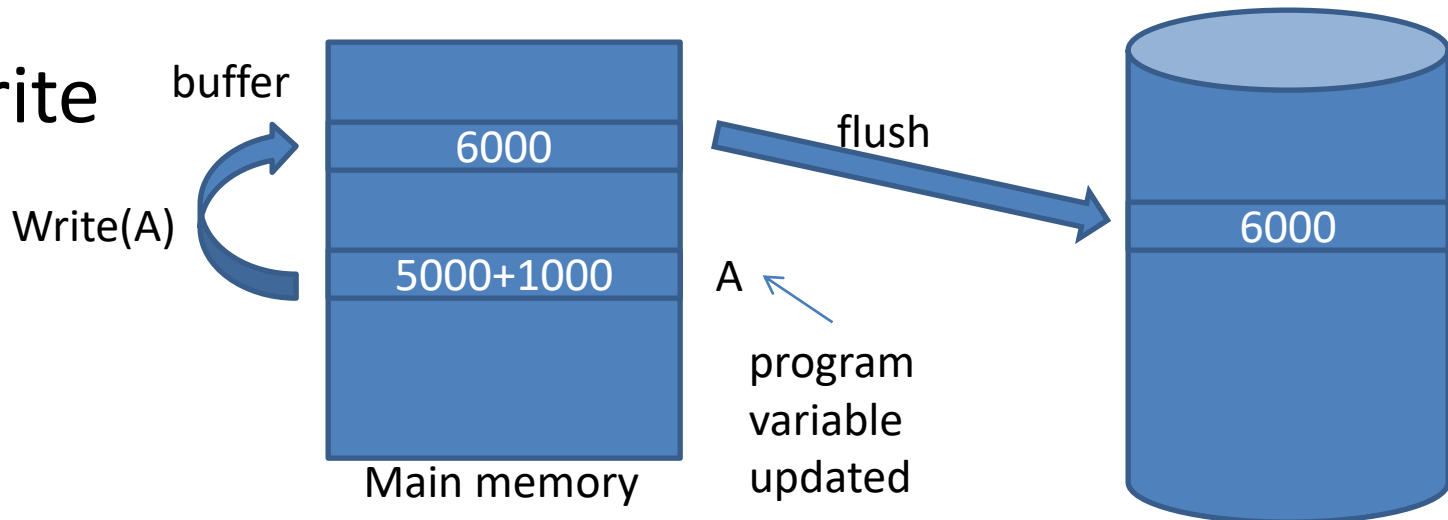 rite
buffer
6000
flush
Write(A)
6000
5000+1000
A
program
variable
updated
Main memory